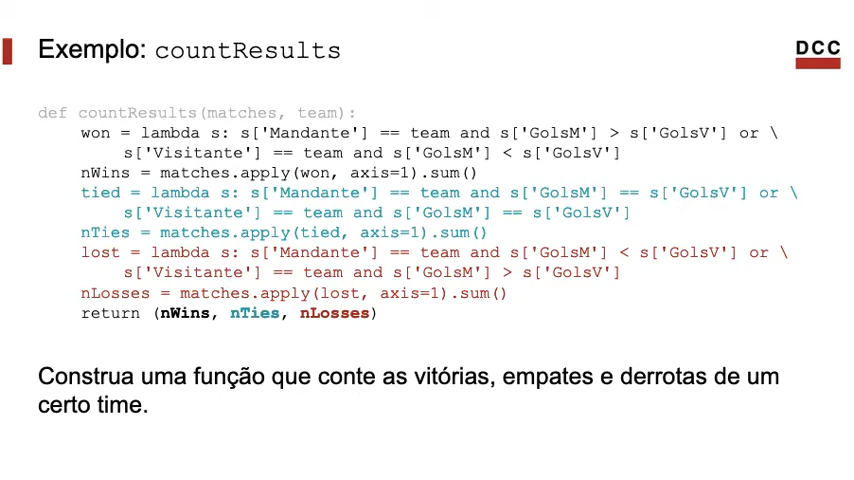 Exemplo: countResults
DCC
def countResults(matches, team):
won = lambda s: s['Mandante'] == team and s['GolsM'] > s['GolsV'] or \
s['Visitante'] == team and s['GolsM'] < s['GolsV']
nWins = matches.apply(won, axis=1).sum()
tied = lambda s: s['Mandante'] == team and s['GolsM'] == s['GolsV'] or \
s['Visitante'] == team and s['GolsM'] == s['GolsV']
nTies = matches.apply(tied, axis=1).sum()
lost = lambda s: s['Mandante'] == team and s['GolsM'] < s['GolsV'] or \
s['Visitante'] == team and s['GolsM'] > s['GolsV']
nLosses = matches.apply(lost, axis=1).sum()
return (nWins, nTies, nLosses)
Construa uma função que conte as vitórias, empates e derrotas de um
certo time.